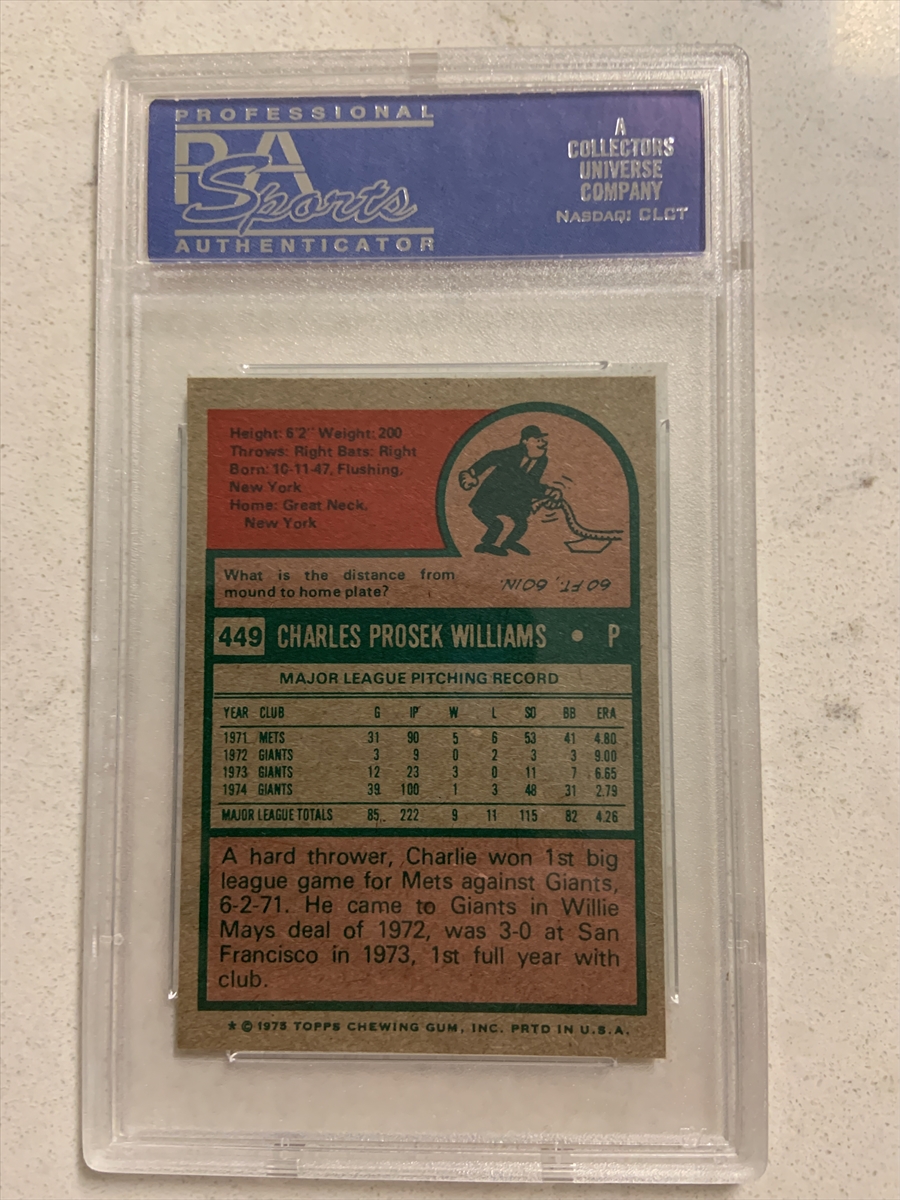 PROFESSIONAL
PSA
Sports
AUTHENTICATOR
A
COLLECTORS
UNIVERSE
COMPANY
NASDAQ: CLCT
Height: 6'2" Weight: 200
Throws: Right Bats: Right
Born: 10-11-47, Flushing,
New York
Home: Great Neck,
New York
What is the distance from
mound to home plate?
60 FT., 60 IN.
449 CHARLES PROSEK WILLIAMS • P
MAJOR LEAGUE PITCHING RECORD
YEAR CLUB G IP W L SO BB ERA
1971 METS 31 90 5 6 53 41 4.80
1972 GIANTS 3 9 0 2 3 3 9.00
1973 GIANTS 12 23 3 0 11 7 6.65
1974 GIANTS 39 100 1 3 48 31 2.79
MAJOR LEAGUE TOTALS 85 222 9 11 115 82 4.26
A hard thrower, Charlie won 1st big
league game for Mets against Giants,
6-2-71. He came to Giants in Willie
Mays deal of 1972, was 3-0 at San
Francisco in 1973, 1st full year with
club.
★ © 1975 TOPPS CHEWING GUM, INC. PRTD IN U.S.A.